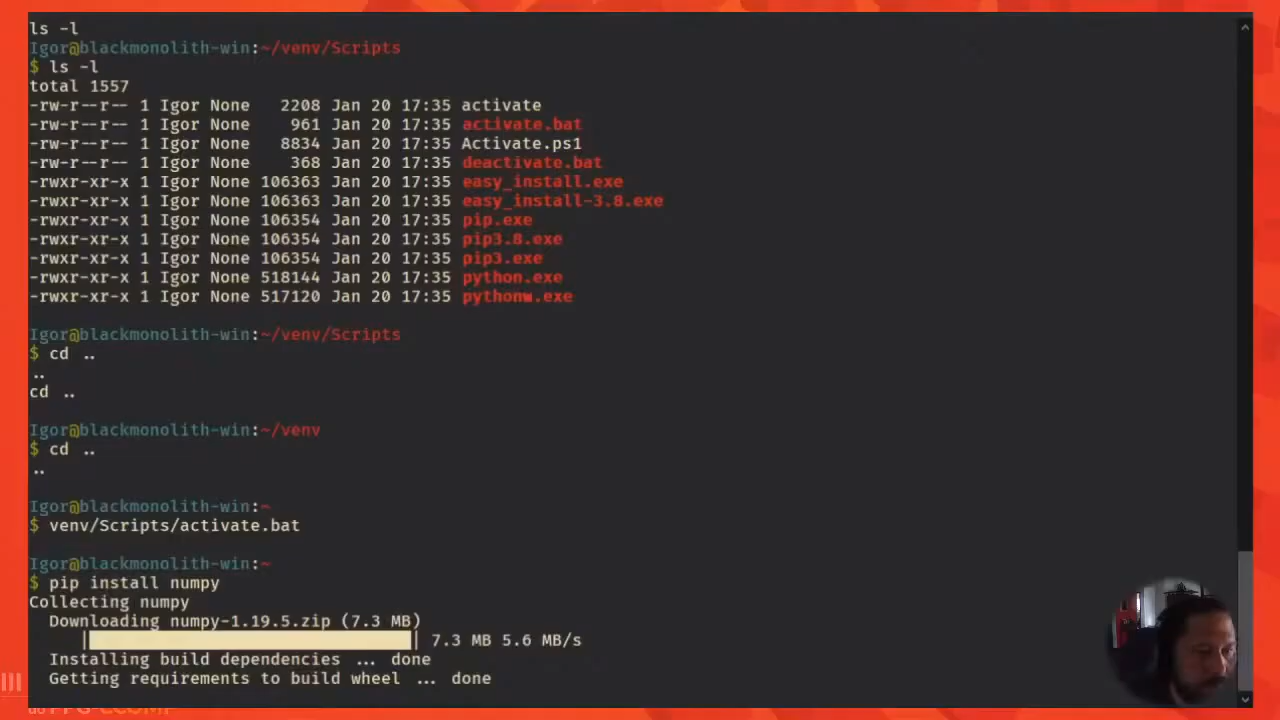 ls -l
Igor@blackmonolith-win:~/venv/Scripts
$ ls -l
total 1557
-rw-r--r-- 1 Igor None   2208 Jan 20 17:35 activate
-rw-r--r-- 1 Igor None    961 Jan 20 17:35 activate.bat
-rw-r--r-- 1 Igor None   8834 Jan 20 17:35 Activate.ps1
-rw-r--r-- 1 Igor None    368 Jan 20 17:35 deactivate.bat
-rwxr-xr-x 1 Igor None 106363 Jan 20 17:35 easy_install.exe
-rwxr-xr-x 1 Igor None 106363 Jan 20 17:35 easy_install-3.8.exe
-rwxr-xr-x 1 Igor None 106354 Jan 20 17:35 pip.exe
-rwxr-xr-x 1 Igor None 106354 Jan 20 17:35 pip3.8.exe
-rwxr-xr-x 1 Igor None 106354 Jan 20 17:35 pip3.exe
-rwxr-xr-x 1 Igor None 518144 Jan 20 17:35 python.exe
-rwxr-xr-x 1 Igor None 517120 Jan 20 17:35 pythonw.exe
Igor@blackmonolith-win:~/venv/Scripts
$ cd ..
..
cd ..
Igor@blackmonolith-win:~/venv
$ cd ..
..
Igor@blackmonolith-win:~
$ venv/Scripts/activate.bat
Igor@blackmonolith-win:~
$ pip install numpy
Collecting numpy
Downloading numpy-1.19.5.zip (7.3 MB)
| | 7.3 MB 5.6 MB/s
Installing build dependencies ... done
Getting requirements to build wheel ... done